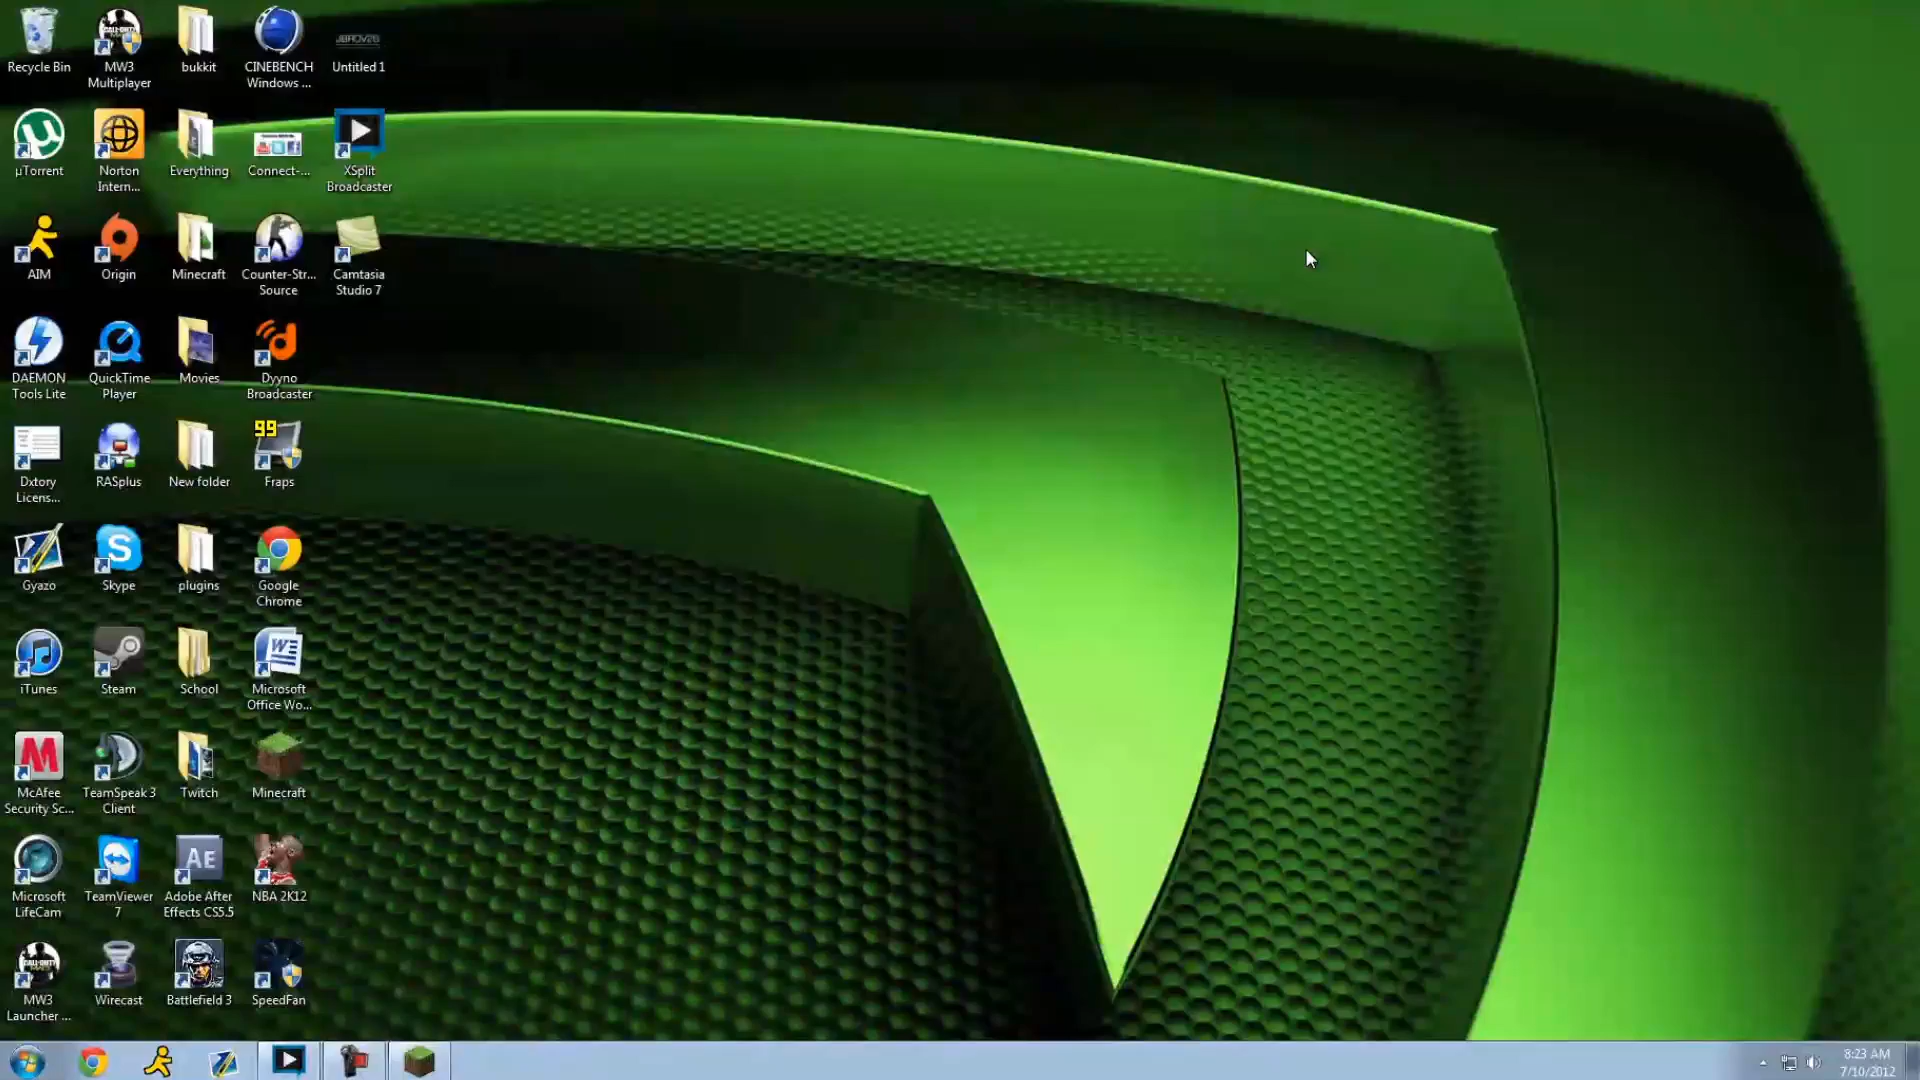 Recycle Bin
MW3
Multiplayer
bukkit
CINEBENCH
Windows ...
JBROV26
Untitled 1
µTorrent
Norton
Intern...
Everything
Connect-...
XSplit
Broadcaster
AIM
Origin
Minecraft
Counter-Str...
Source
Camtasia
Studio 7
DAEMON
Tools Lite
QuickTime
Player
Movies
Dyyno
Broadcaster
Dxtory
Licens...
RASplus
New folder
99
Fraps
Gyazo
Skype
plugins
Google
Chrome
iTunes
Steam
School
Microsoft
Office Wo...
McAfee
Security Sc...
TeamSpeak 3
Client
Twitch
Minecraft
Microsoft
LifeCam
TeamViewer
7
AE
Adobe After
Effects CS5.5
NBA 2K12
MW3
Launcher ...
Wirecast
Battlefield 3
SpeedFan
8:23 AM
7/10/2012